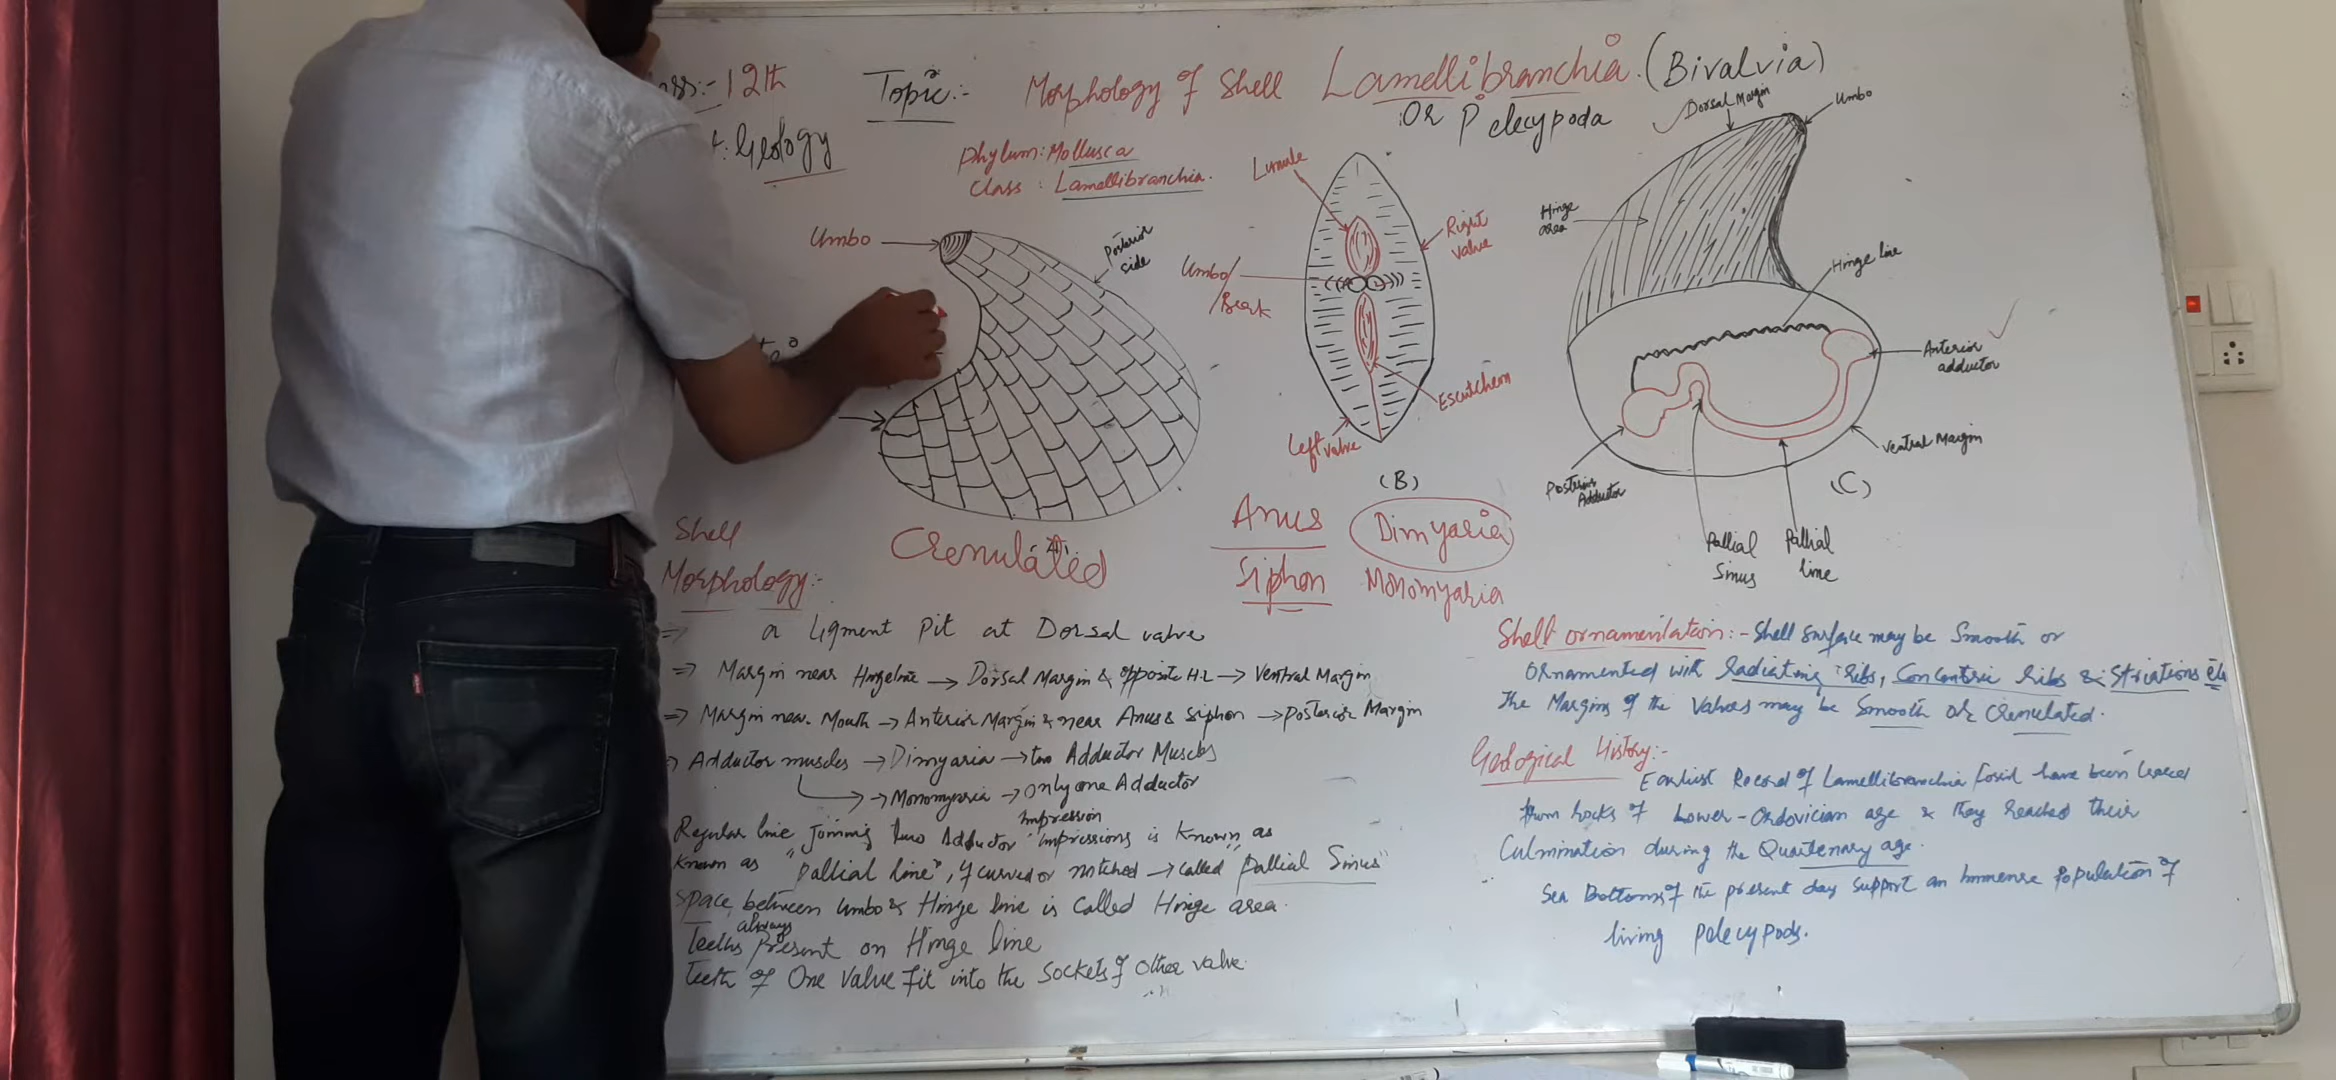 12th
Geology
Topic:- Morphology of Shell Lamellibranchia. (Bivalvia)
Or Pelecypoda
Phylum: Mollusca
Class : Lamellibranchia.
Umbo
Posterior side
Lunule
Right valve
Umbo/Beak
Escutcheon
Left valve
(B)
Dorsal Margin
Umbo
Hinge area
Hinge line
Anterior adductor
Ventral Margin
Posterior Adductor
Pallial Sinus
Pallial line
(C)
Crenulated
(A)
Anus
Siphon
Dimyaria
Monomyaria
Shell
Morphology:-
⇒ a ligment Pit at Dorsal valve
⇒ Margin near Hingeline → Dorsal Margin & opposite H.L → Ventral Margin
⇒ Margin near Mouth → Anterior Margin & near Anus & Siphon → Posterior Margin
⇒ Adductor muscles → Dimyaria → two Adductor Muscles
→ Monomyaria → only one Adductor
impression
Regular line joining two Adductor impressions is known as
known as "Pallial line", if curved or notched → called "Pallial Sinus"
Space between umbo & Hinge line is called Hinge area.
Teeths always Present on Hinge line
Teeth of One valve fit into the sockets of other valve.
Shell ornamentation:- Shell surface may be Smooth or
ornamented with radiating ribs, Concentric ribs & Striations etc
The Margins of the valves may be Smooth or Crenulated.
Geological History:-
Earliest Record of Lamellibranchia fossil have been traced
from rocks of Lower-Ordovician age & they reached their
Culmination during the Quarternary age.
Sea Bottoms of the present day support an immense population of
living pelecypods.